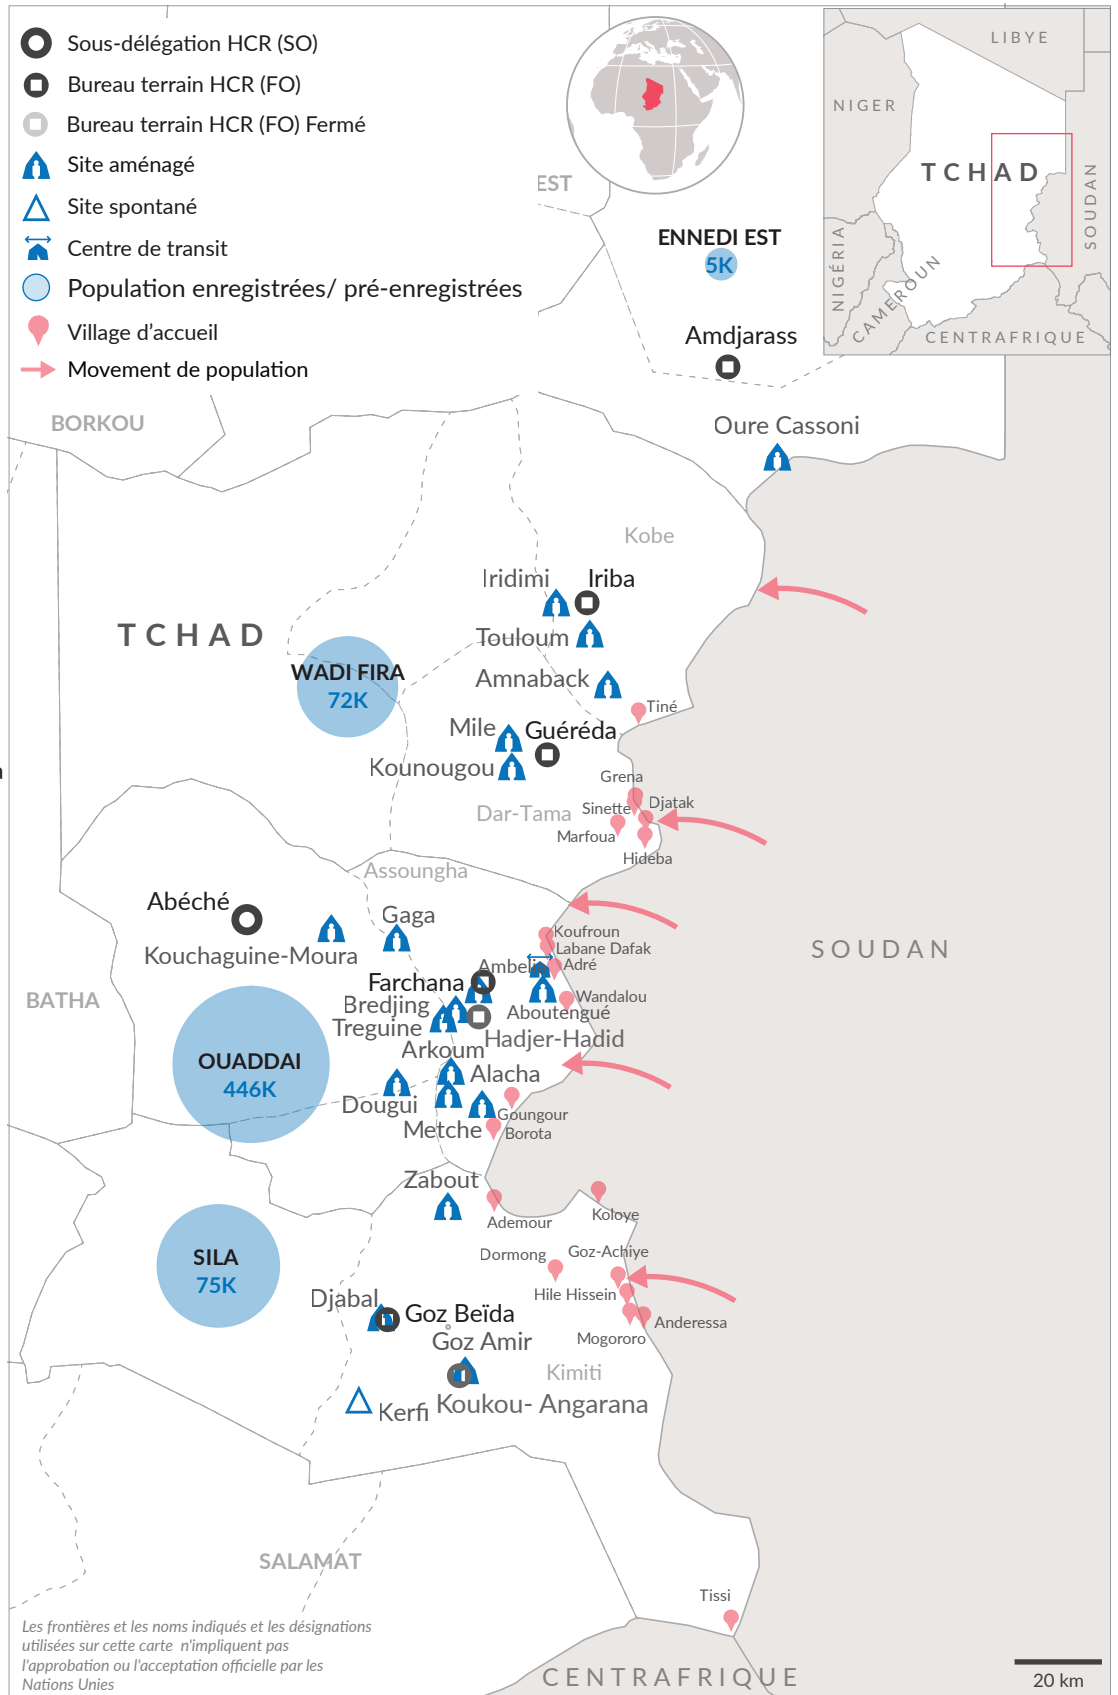 Sous-délégation HCR (SO)
Bureau terrain HCR (FO)
Bureau terrain HCR (FO) Fermé
Site aménagé
Site spontané
Centre de transit
Population enregistrées/ pré-enregistrées
Village d'accueil
Movement de population
LIBYE
NIGER
TCHAD
SOUDAN
NIGÉRIA
CAMEROUN
CENTRAFRIQUE
EST
ENNEDI EST
5K
Amdjarass
BORKOU
Oure Cassoni
Kobe
Iridimi
Iriba
TCHAD
Touloum
WADI FIRA
72K
Amnaback
Tiné
Mile
Guéréda
Kounougou
Grena
Sinette
Djatak
Dar-Tama
Marfoua
Hideba
Assoungha
Abéché
Gaga
Koufroun
Labane Dafak
Kouchaguine-Moura
Adré
SOUDAN
Ambelia
Farchana
BATHA
Bredjing
Wandalou
Aboutengué
Treguine
Hadjer-Hadid
Arkoum
OUADDAI
446K
Alacha
Dougui
Goungour
Metche
Borota
Zabout
Ademour
Koloye
Dormong
Goz-Achiye
SILA
75K
Hile Hissein
Djabal
Goz Beïda
Anderessa
Mogororo
Goz Amir
Kimiti
Kerfi
Koukou- Angarana
SALAMAT
Tissi
Les frontières et les noms indiqués et les désignations
utilisées sur cette carte n'impliquent pas
l'approbation ou l'acceptation officielle par les
Nations Unies
CENTRAFRIQUE
20 km